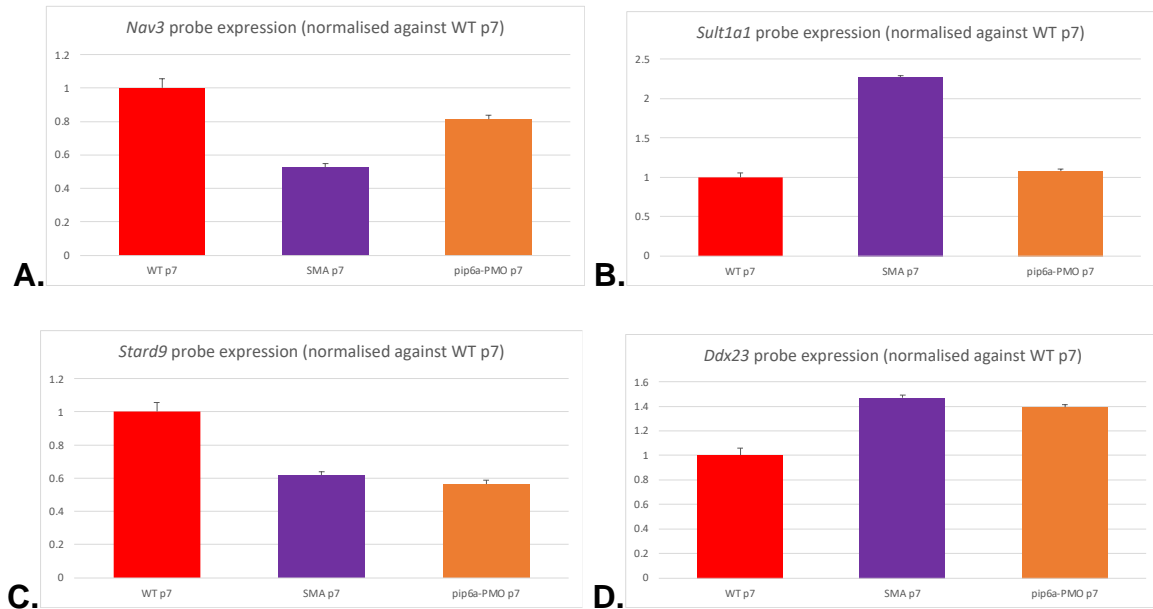 Nav3 probe expression (normalised against WT p7)
1.2
1
0.8
0.6
0.4
0.2
0
WT p7 SMA p7 pip6a-PMO p7
A.
Sult1a1 probe expression (normalised against WT p7)
2.5
2
1.5
1
0.5
0
WT p7 SMA p7 pip6a-PMO p7
B.
Stard9 probe expression (normalised against WT p7)
1.2
1
0.8
0.6
0.4
0.2
0
WT p7 SMA p7 pip6a-PMO p7
C.
Ddx23 probe expression (normalised against WT p7)
1.6
1.4
1.2
1
0.8
0.6
0.4
0.2
0
WT p7 SMA p7 pip6a-PMO p7
D.